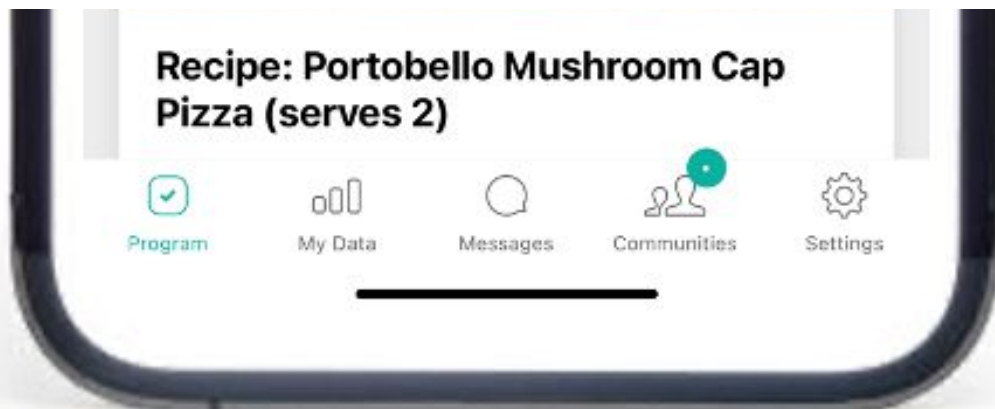 Recipe: Portobello Mushroom Cap
Pizza (serves 2)
Program My Data Messages Communities Settings